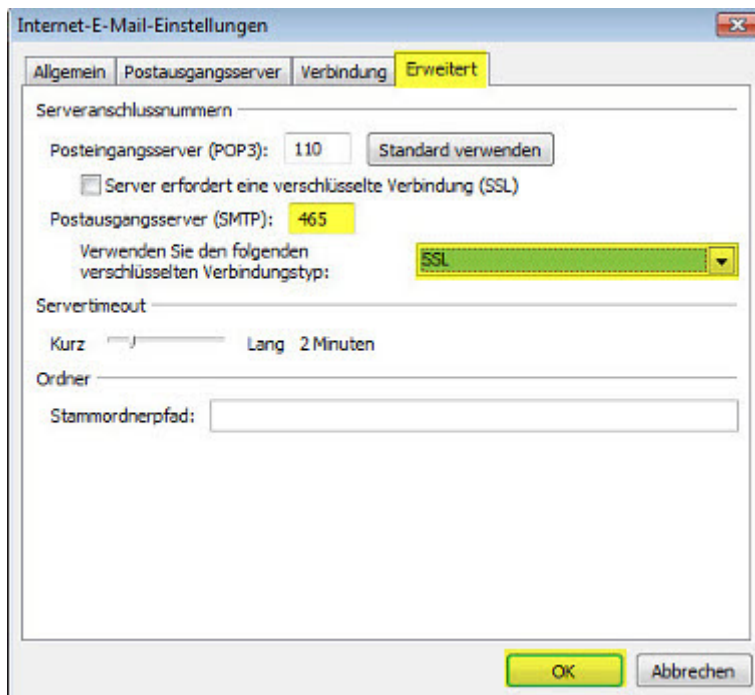 Internet-E-Mail-Einstellungen
Allgemein Postausgangsserver Verbindung Erweitert
Serveranschlussnummern
Posteingangsserver (POP3): 110 Standard verwenden
Server erfordert eine verschlüsselte Verbindung (SSL)
Postausgangsserver (SMTP): 465
Verwenden Sie den folgenden
verschlüsselten Verbindungstyp: SSL
Servertimeout
Kurz Lang 2 Minuten
Ordner
Stammordnerpfad:
OK Abbrechen